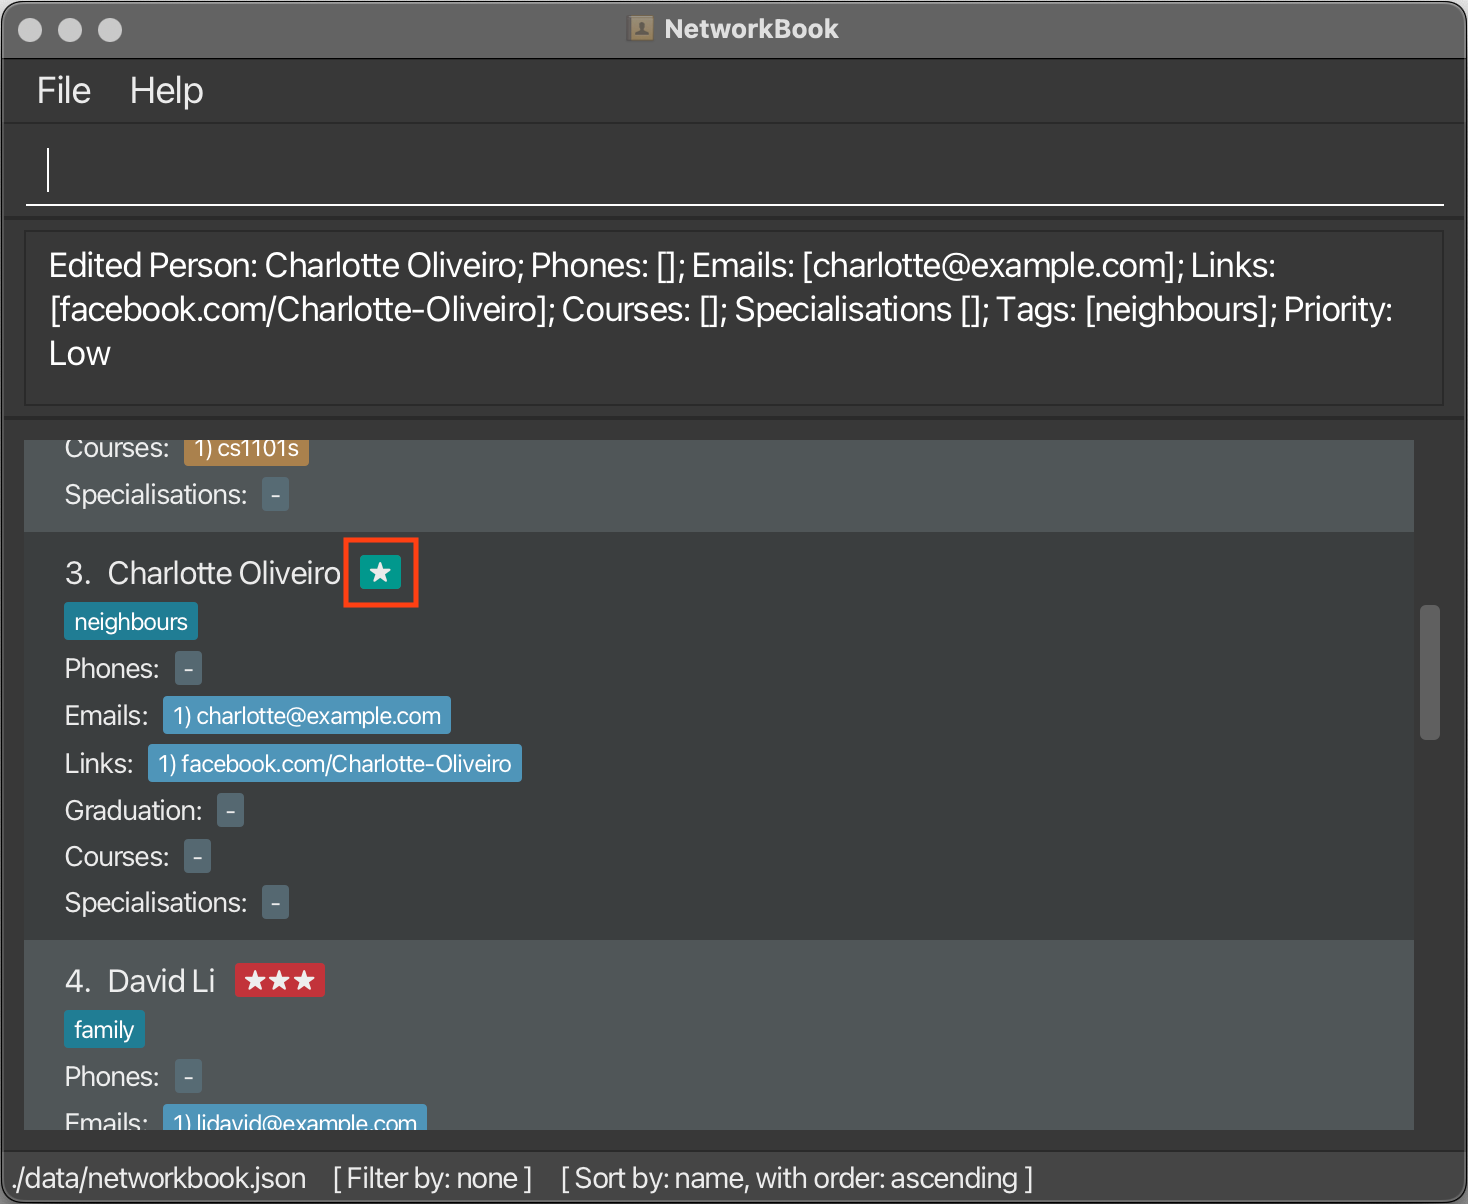 NetworkBook
File Help
Edited Person: Charlotte Oliveiro; Phones: []; Emails: [charlotte@example.com]; Links:
[facebook.com/Charlotte-Oliveiro]; Courses: []; Specialisations []; Tags: [neighbours]; Priority:
Low
Courses: 1) cs1101s
Specialisations: -
3. Charlotte Oliveiro ★
neighbours
Phones: -
Emails: 1) charlotte@example.com
Links: 1) facebook.com/Charlotte-Oliveiro
Graduation: -
Courses: -
Specialisations: -
4. David Li ★★★
family
Phones: -
Emails: 1) lidavid@example.com
./data/networkbook.json [ Filter by: none ] [ Sort by: name, with order: ascending ]